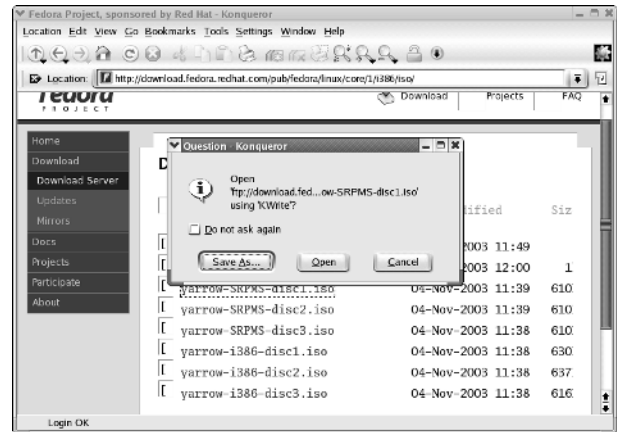 Fedora Project, sponsored by Red Hat - Konqueror
Location Edit View Go Bookmarks Tools Settings Window Help
Location: http://download.fedora.redhat.com/pub/fedora/linux/core/1/i386/iso/
fedora
PROJECT
Download Projects FAQ
Home
Download
Download Server
Updates
Mirrors
Docs
Projects
Participate
About
Question - Konqueror
Open
'ftp://download.fed...ow-SRPMS-disc1.iso'
using 'KWrite'?
Do not ask again
Save As... Open Cancel
D
ified Siz
2003 11:49
2003 12:00 1
yarrow-SRPMS-disc1.iso 04-Nov-2003 11:39 610
yarrow-SRPMS-disc2.iso 04-Nov-2003 11:39 610
yarrow-SRPMS-disc3.iso 04-Nov-2003 11:38 610
yarrow-i386-disc1.iso 04-Nov-2003 11:38 630
yarrow-i386-disc2.iso 04-Nov-2003 11:38 637
yarrow-i386-disc3.iso 04-Nov-2003 11:38 616
Login OK